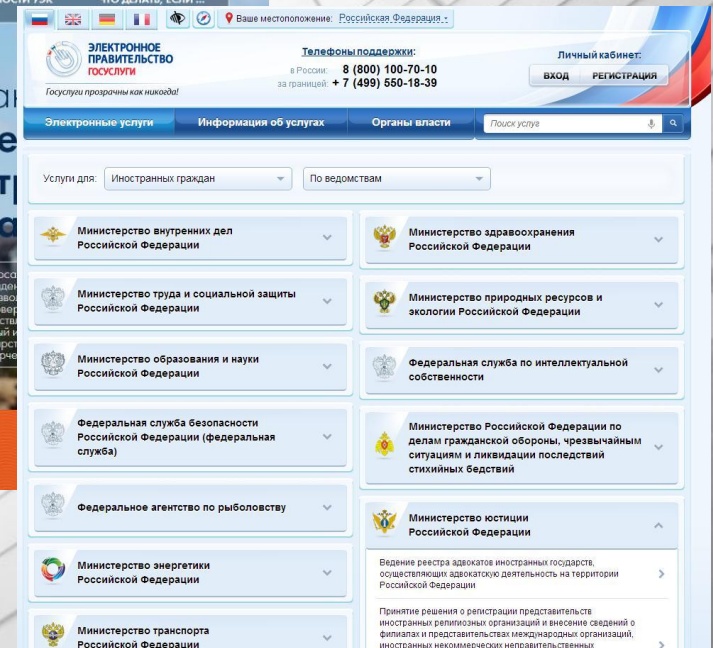 ЧТО ДЕЛАТЬ, ЕСЛИ ...
Ваше местоположение: Российская Федерация
ЭЛЕКТРОННОЕ
ПРАВИТЕЛЬСТВО
ГОСУСЛУГИ
Госуслуги прозрачны как никогда!
Телефоны поддержки:
в России: 8 (800) 100-70-10
за границей: + 7 (499) 550-18-39
Личный кабинет:
ВХОД РЕГИСТРАЦИЯ
Электронные услуги Информация об услугах Органы власти Поиск услуг
Услуги для: Иностранных граждан По ведомствам
Министерство внутренних дел
Российской Федерации
Министерство труда и социальной защиты
Российской Федерации
Министерство образования и науки
Российской Федерации
Федеральная служба безопасности
Российской Федерации (федеральная
служба)
Федеральное агентство по рыболовству
Министерство энергетики
Российской Федерации
Министерство транспорта
Российской Федерации
Министерство здравоохранения
Российской Федерации
Министерство природных ресурсов и
экологии Российской Федерации
Федеральная служба по интеллектуальной
собственности
Министерство Российской Федерации по
делам гражданской обороны, чрезвычайным
ситуациям и ликвидации последствий
стихийных бедствий
Министерство юстиции
Российской Федерации
Ведение реестра адвокатов иностранных государств,
осуществляющих адвокатскую деятельность на территории
Российской Федерации
Принятие решения о регистрации представительств
иностранных религиозных организаций и внесение сведений о
филиалах и представительствах международных организаций,
иностранных некоммерческих неправительственных